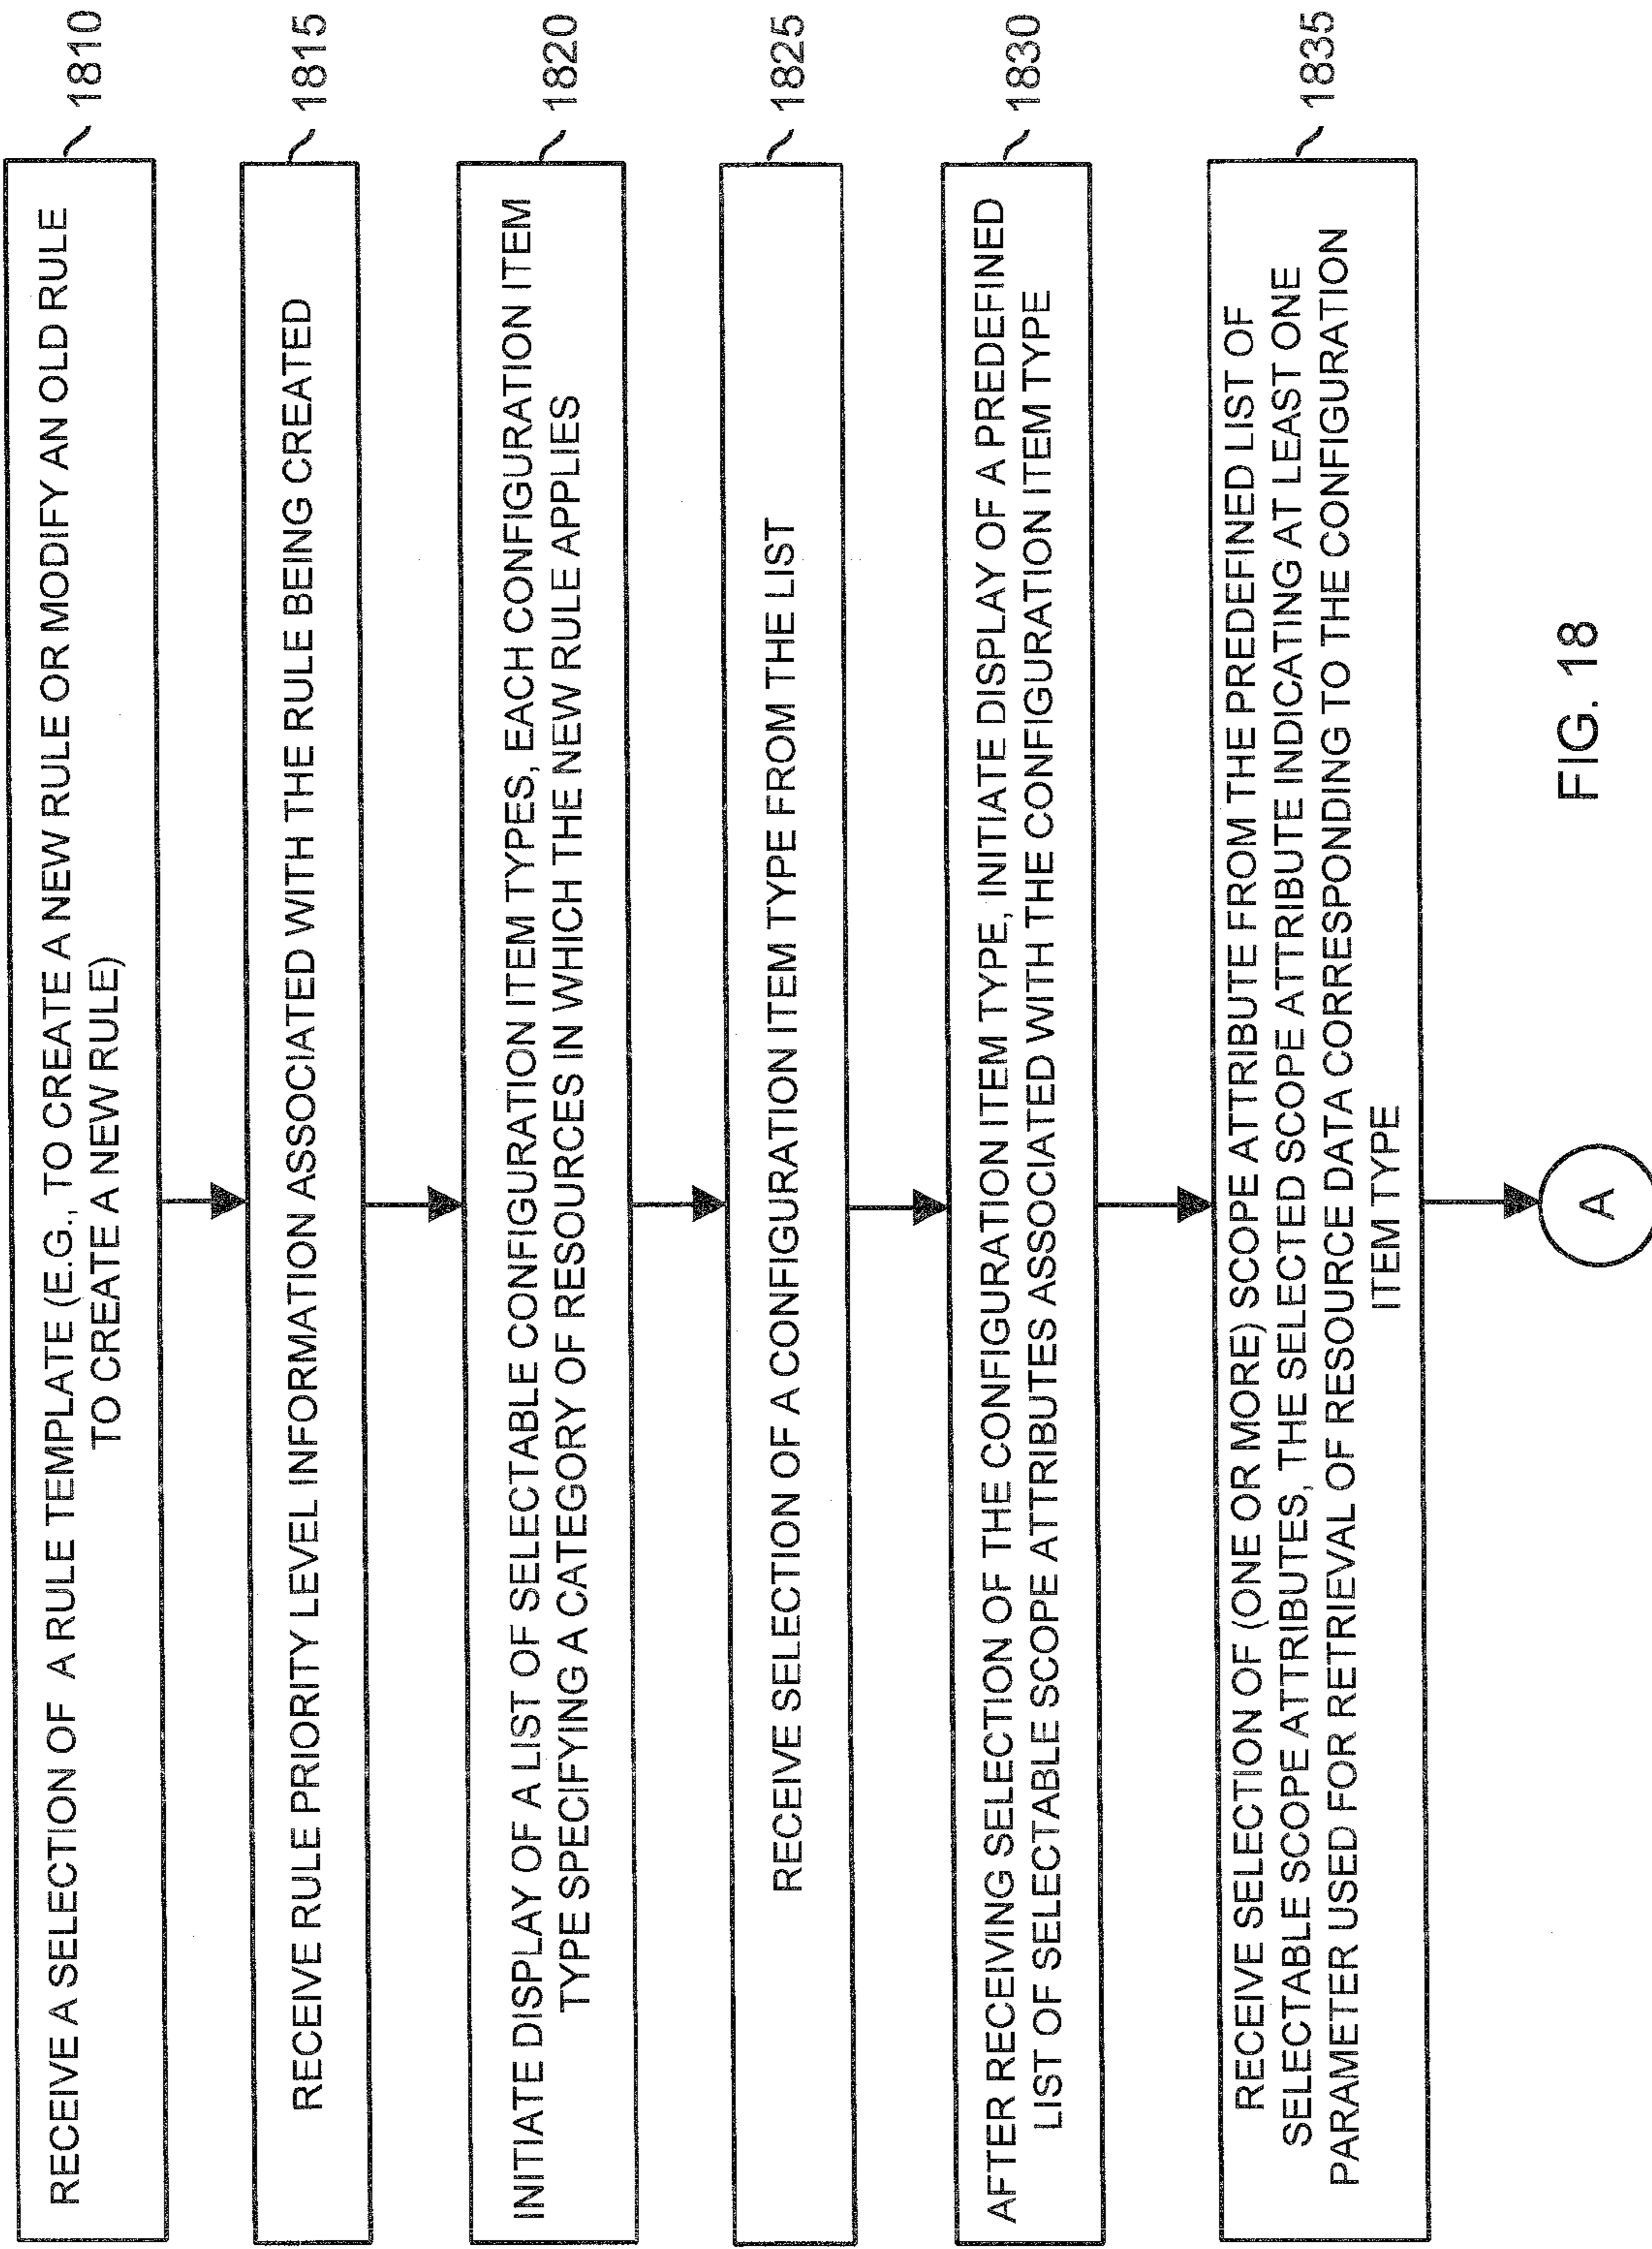 RECEIVE A SELECTION OF A RULE TEMPLATE (E.G., TO CREATE A NEW RULE OR MODIFY AN OLD RULE
TO CREATE A NEW RULE)
1810
RECEIVE RULE PRIORITY LEVEL INFORMATION ASSOCIATED WITH THE RULE BEING CREATED
1815
INITIATE DISPLAY OF A LIST OF SELECTABLE CONFIGURATION ITEM TYPES, EACH CONFIGURATION ITEM
TYPE SPECIFYING A CATEGORY OF RESOURCES IN WHICH THE NEW RULE APPLIES
1820
RECEIVE SELECTION OF A CONFIGURATION ITEM TYPE FROM THE LIST
1825
AFTER RECEIVING SELECTION OF THE CONFIGURATION ITEM TYPE, INITIATE DISPLAY OF A PREDEFINED
LIST OF SELECTABLE SCOPE ATTRIBUTES ASSOCIATED WITH THE CONFIGURATION ITEM TYPE
1830
RECEIVE SELECTION OF (ONE OR MORE) SCOPE ATTRIBUTE FROM THE PREDEFINED LIST OF
SELECTABLE SCOPE ATTRIBUTES, THE SELECTED SCOPE ATTRIBUTE INDICATING AT LEAST ONE
PARAMETER USED FOR RETRIEVAL OF RESOURCE DATA CORRESPONDING TO THE CONFIGURATION
ITEM TYPE
1835
A
FIG. 18